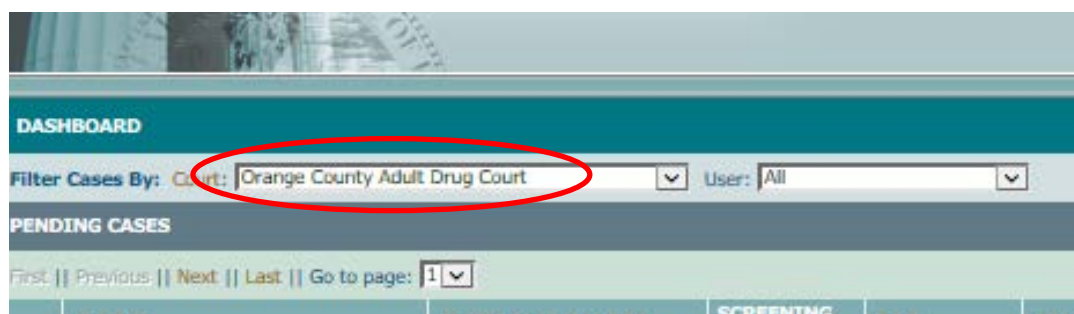 DASHBOARD
Filter Cases By: Court: Orange County Adult Drug Court User: All
PENDING CASES
First || Previous || Next || Last || Go to page: 1
SCREENING